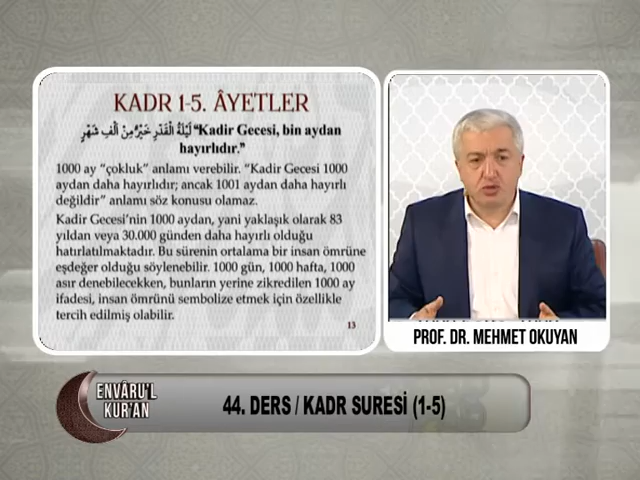 KADR 1-5. ÂYETLER
لَيْلَةُ الْقَدْرِ خَيْرٌ مِنْ اَلْفِ شَهْرٍ “Kadir Gecesi, bin aydan
hayırlıdır.”
1000 ay “çokluk” anlamı verebilir. “Kadir Gecesi 1000
aydan daha hayırlıdır; ancak 1001 aydan daha hayırlı
değildir” anlamı söz konusu olamaz.
Kadir Gecesi’nin 1000 aydan, yani yaklaşık olarak 83
yıldan veya 30.000 günden daha hayırlı olduğu
hatırlatılmaktadır. Bu sürenin ortalama bir insan ömrüne
eşdeğer olduğu söylenebilir. 1000 gün, 1000 hafta, 1000
asır denebilecekken, bunların yerine zikredilen 1000 ay
ifadesi, insan ömrünü sembolize etmek için özellikle
tercih edilmiş olabilir.
13
PROF. DR. MEHMET OKUYAN
ENVÂRU'L
KUR'AN
44. DERS / KADR SURESİ (1-5)